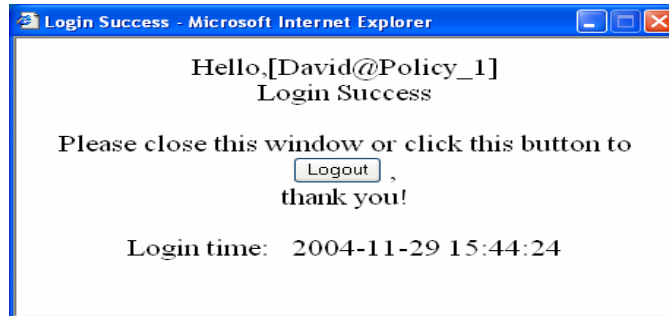 Login Success - Microsoft Internet Explorer
Hello,[David@Policy_1]
Login Success
Please close this window or click this button to
Logout ,
thank you!
Login time: 2004-11-29 15:44:24